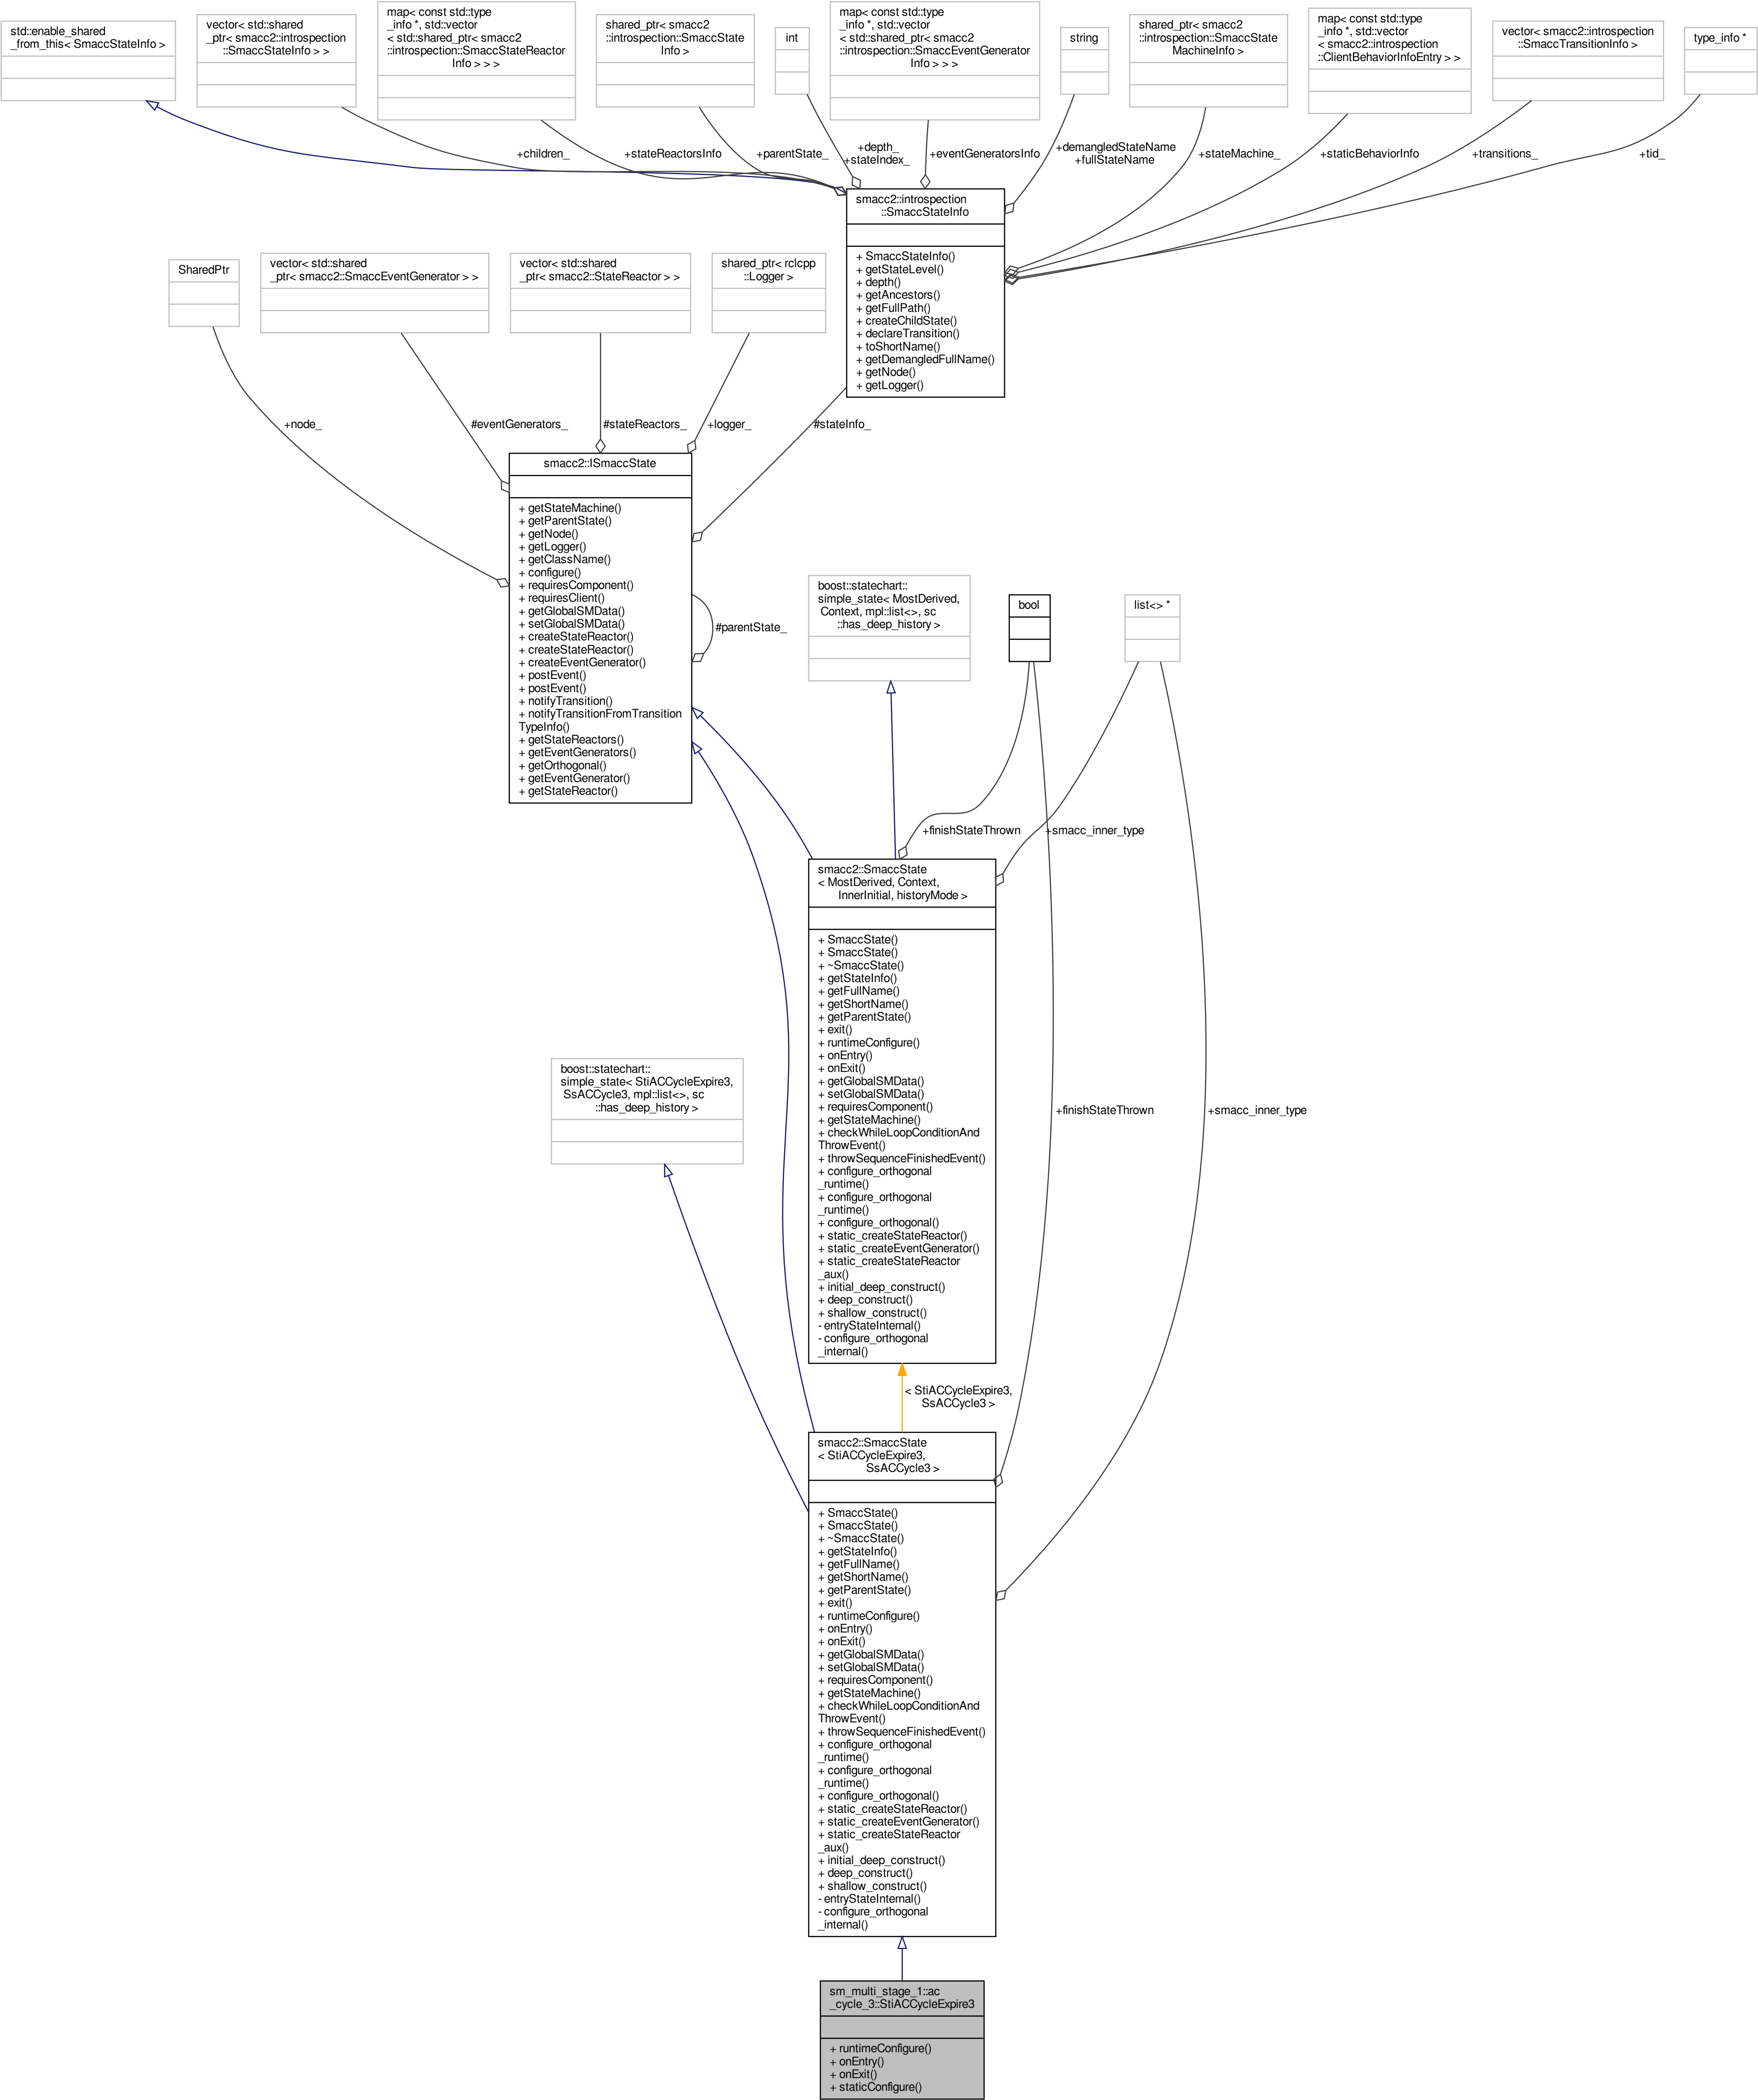 std::enable_shared
_from_this< SmaccStateInfo >
vector< std::shared
_ptr< smacc2::introspection
::SmaccStateInfo > >
map< const std::type
_info *, std::vector
< std::shared_ptr< smacc2
::introspection::SmaccStateReactor
Info > > >
shared_ptr< smacc2
::introspection::SmaccState
Info >
int
map< const std::type
_info *, std::vector
< std::shared_ptr< smacc2
::introspection::SmaccEventGenerator
Info > > >
string
shared_ptr< smacc2
::introspection::SmaccState
MachineInfo >
map< const std::type
_info *, std::vector
< smacc2::introspection
::ClientBehaviorInfoEntry > >
vector< smacc2::introspection
::SmaccTransitionInfo >
type_info *
+children_
+stateReactorsInfo
+parentState_
+depth_
+stateIndex_
+eventGeneratorsInfo
+demangledStateName
+fullStateName
+stateMachine_
+staticBehaviorInfo
+transitions_
+tid_
smacc2::introspection
::SmaccStateInfo
+ SmaccStateInfo()
+ getStateLevel()
+ depth()
+ getAncestors()
+ getFullPath()
+ createChildState()
+ declareTransition()
+ toShortName()
+ getDemangledFullName()
+ getNode()
+ getLogger()
SharedPtr
vector< std::shared
_ptr< smacc2::SmaccEventGenerator > >
vector< std::shared
_ptr< smacc2::StateReactor > >
shared_ptr< rclcpp
::Logger >
+node_
#eventGenerators_
#stateReactors_
+logger_
#stateInfo_
smacc2::ISmaccState
+ getStateMachine()
+ getParentState()
+ getNode()
+ getLogger()
+ getClassName()
+ configure()
+ requiresComponent()
+ requiresClient()
+ getGlobalSMData()
+ setGlobalSMData()
+ createStateReactor()
+ createStateReactor()
+ createEventGenerator()
+ postEvent()
+ postEvent()
+ notifyTransition()
+ notifyTransitionFromTransition
TypeInfo()
+ getStateReactors()
+ getEventGenerators()
+ getOrthogonal()
+ getEventGenerator()
+ getStateReactor()
#parentState_
boost::statechart::
simple_state< MostDerived,
Context, mpl::list<>, sc
::has_deep_history >
bool
list<> *
+finishStateThrown
+smacc_inner_type
smacc2::SmaccState
< MostDerived, Context,
InnerInitial, historyMode >
+ SmaccState()
+ SmaccState()
+ ~SmaccState()
+ getStateInfo()
+ getFullName()
+ getShortName()
+ getParentState()
+ exit()
+ runtimeConfigure()
+ onEntry()
+ onExit()
+ getGlobalSMData()
+ setGlobalSMData()
+ requiresComponent()
+ getStateMachine()
+ checkWhileLoopConditionAnd
ThrowEvent()
+ throwSequenceFinishedEvent()
+ configure_orthogonal
_runtime()
+ configure_orthogonal
_runtime()
+ configure_orthogonal()
+ static_createStateReactor()
+ static_createEventGenerator()
+ static_createStateReactor
_aux()
+ initial_deep_construct()
+ deep_construct()
+ shallow_construct()
- entryStateInternal()
- configure_orthogonal
_internal()
boost::statechart::
simple_state< StiACCycleExpire3,
SsACCycle3, mpl::list<>, sc
::has_deep_history >
+finishStateThrown
+smacc_inner_type
< StiACCycleExpire3,
SsACCycle3 >
smacc2::SmaccState
< StiACCycleExpire3,
SsACCycle3 >
+ SmaccState()
+ SmaccState()
+ ~SmaccState()
+ getStateInfo()
+ getFullName()
+ getShortName()
+ getParentState()
+ exit()
+ runtimeConfigure()
+ onEntry()
+ onExit()
+ getGlobalSMData()
+ setGlobalSMData()
+ requiresComponent()
+ getStateMachine()
+ checkWhileLoopConditionAnd
ThrowEvent()
+ throwSequenceFinishedEvent()
+ configure_orthogonal
_runtime()
+ configure_orthogonal
_runtime()
+ configure_orthogonal()
+ static_createStateReactor()
+ static_createEventGenerator()
+ static_createStateReactor
_aux()
+ initial_deep_construct()
+ deep_construct()
+ shallow_construct()
- entryStateInternal()
- configure_orthogonal
_internal()
sm_multi_stage_1::ac
_cycle_3::StiACCycleExpire3
+ runtimeConfigure()
+ onEntry()
+ onExit()
+ staticConfigure()